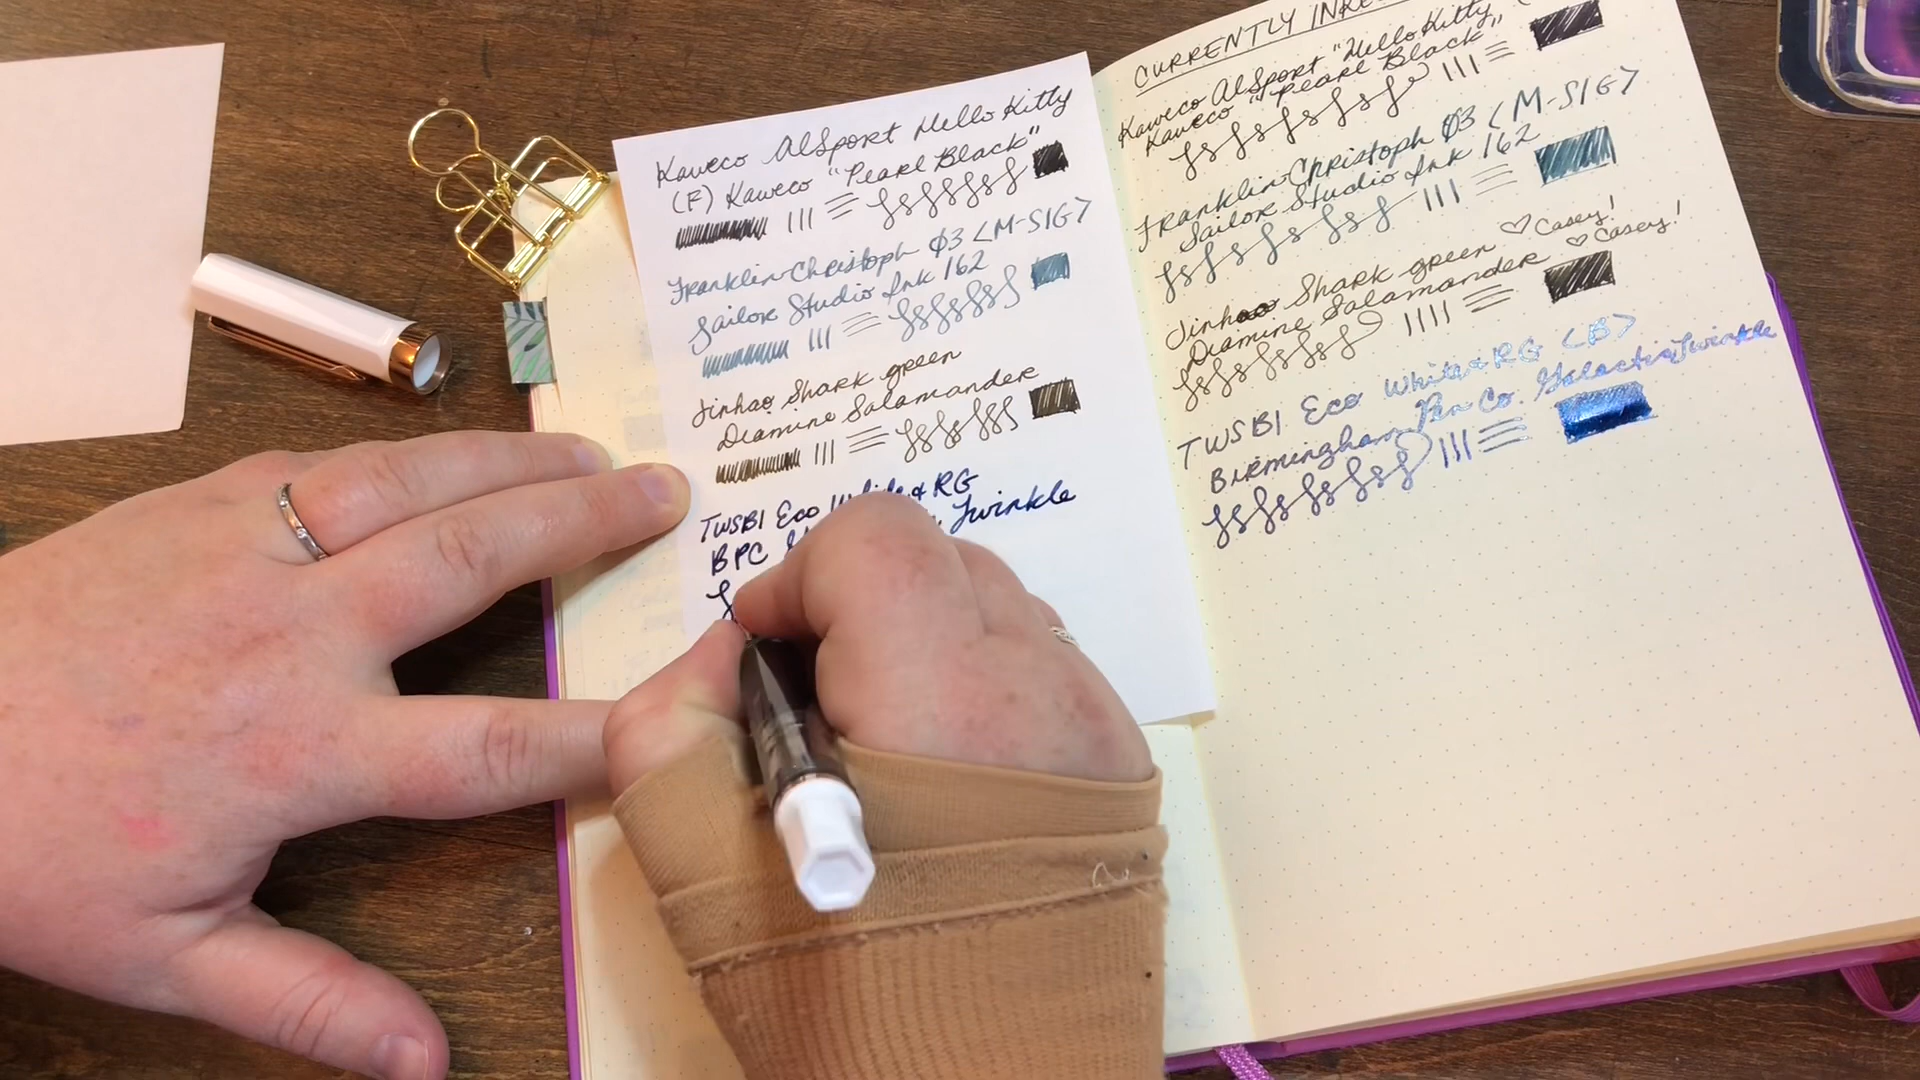 Kaweco AlSport Hello Kitty
(F) Kaweco "Pearl Black"
Franklin-Christoph 03 <M-SIG>
Sailor Studio Ink 162
Jinhao Shark green
Diamine Salamander
TWSBI Eco White & RG
BPC Twinkle
CURRENTLY
Kaweco AlSport "Hello Kitty"
Kaweco "Pearl Black"
Franklin-Christoph 03 <M-SIG>
Sailor Studio Ink 162
Jinhao Shark green ♡ Casey!
Diamine Salamander ♡ Casey!
TWSBI Eco White & RG <B>
Birmingham Pen Co. Galactic Twinkle